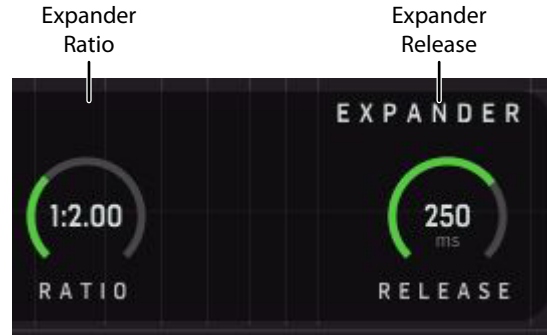 Expander
Ratio
Expander
Release
EXPANDER
1:2.00
250
ms
RATIO
RELEASE